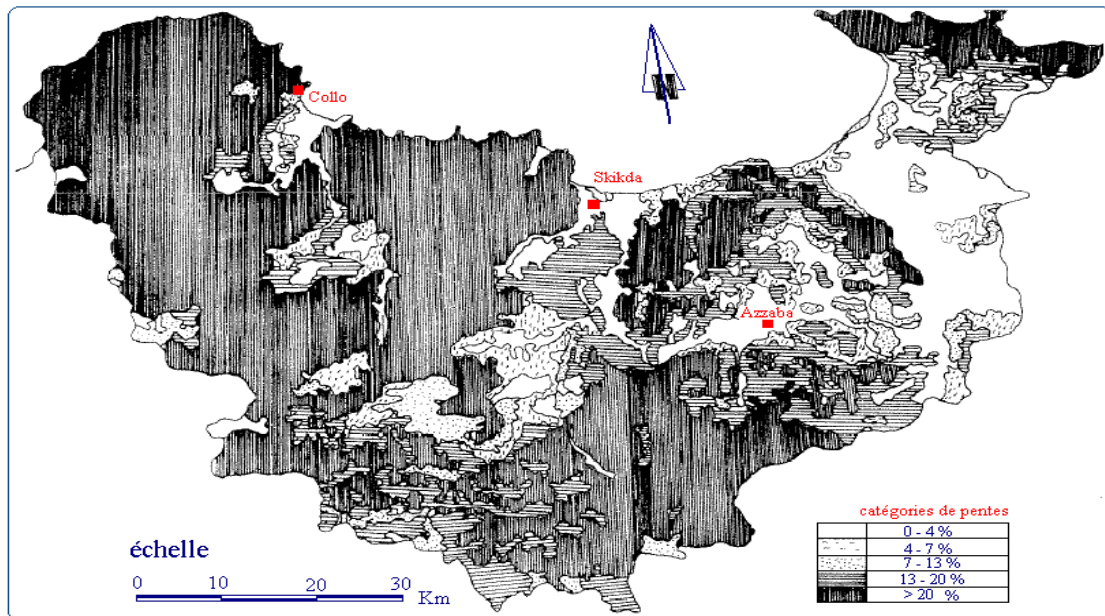 Collo
Skikda
Azzaba
catégories de pentes
0 - 4 %
4 - 7 %
7 - 13 %
13 - 20 %
> 20 %
échelle
0 10 20 30
Km